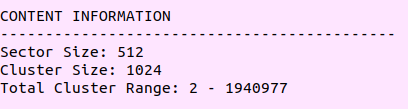 CONTENT INFORMATION
--------------------------------------------
Sector Size: 512
Cluster Size: 1024
Total Cluster Range: 2 - 1940977